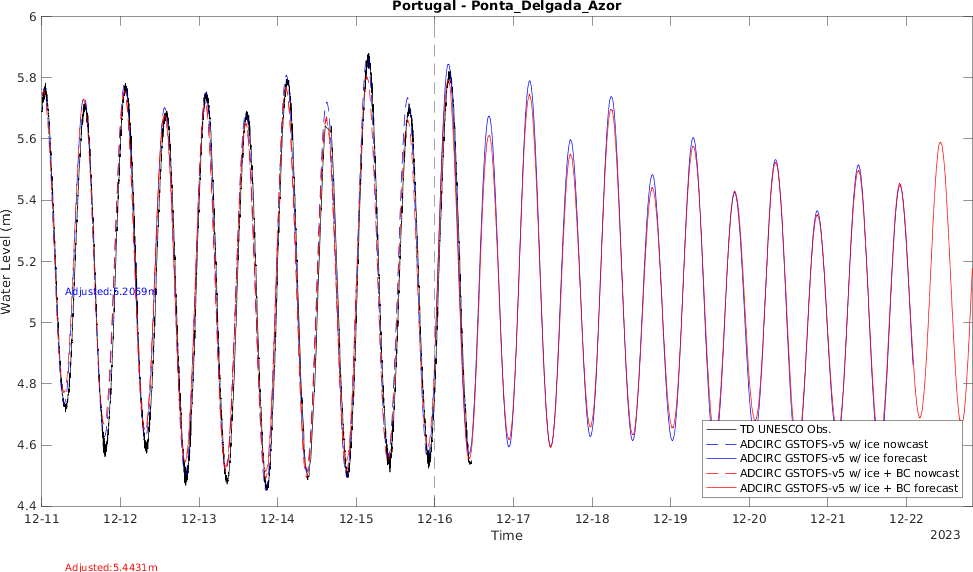 Portugal - Ponta_Delgada_Azor
6
5.8
5.6
5.4
5.2
5
4.8
4.6
4.4
Water Level (m)
Adjusted:5.2069m
TD UNESCO Obs.
ADCIRC GSTOFS-v5 w/ ice nowcast
ADCIRC GSTOFS-v5 w/ ice forecast
ADCIRC GSTOFS-v5 w/ ice + BC nowcast
ADCIRC GSTOFS-v5 w/ ice + BC forecast
12-11 12-12 12-13 12-14 12-15 12-16 12-17 12-18 12-19 12-20 12-21 12-22
Time
2023
Adjusted:5.4431m